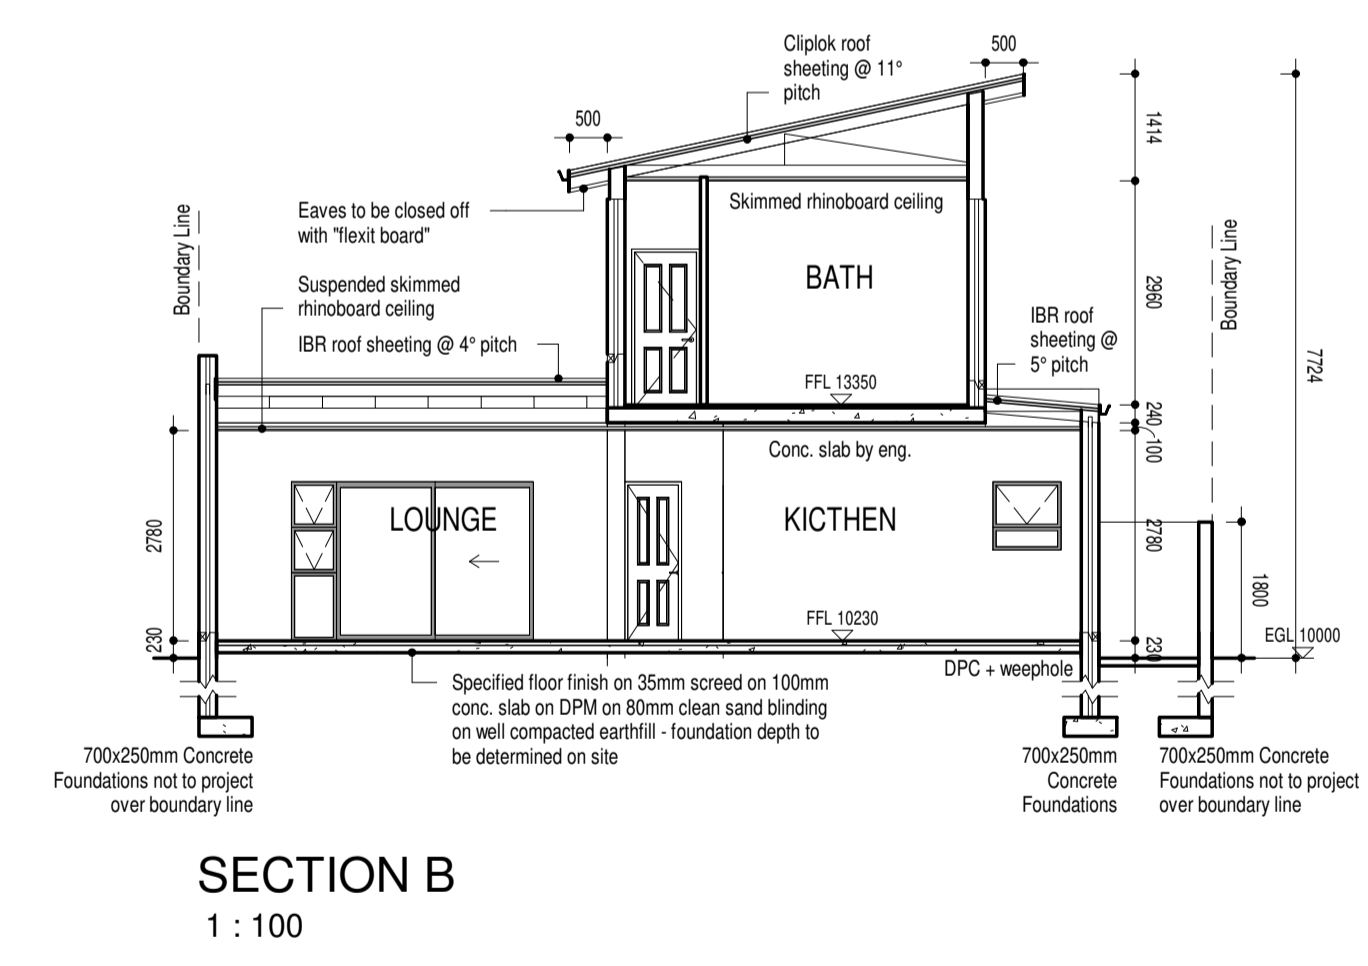 Cliplok roof
sheeting @ 11°
pitch
500
500
1414
Eaves to be closed off
with "flexit board"
Skimmed rhinoboard ceiling
Boundary Line
Boundary Line
Suspended skimmed
rhinoboard ceiling
BATH
2960
IBR roof
sheeting @
5° pitch
IBR roof sheeting @ 4° pitch
7724
FFL 13350
240
100
Conc. slab by eng.
LOUNGE
KICTHEN
2780
2780
1800
FFL 10230
230
230
EGL 10000
DPC + weephole
Specified floor finish on 35mm screed on 100mm
conc. slab on DPM on 80mm clean sand blinding
on well compacted earthfill - foundation depth to
be determined on site
700x250mm Concrete
Foundations not to project
over boundary line
700x250mm
Concrete
Foundations
700x250mm Concrete
Foundations not to project
over boundary line
SECTION B
1 : 100